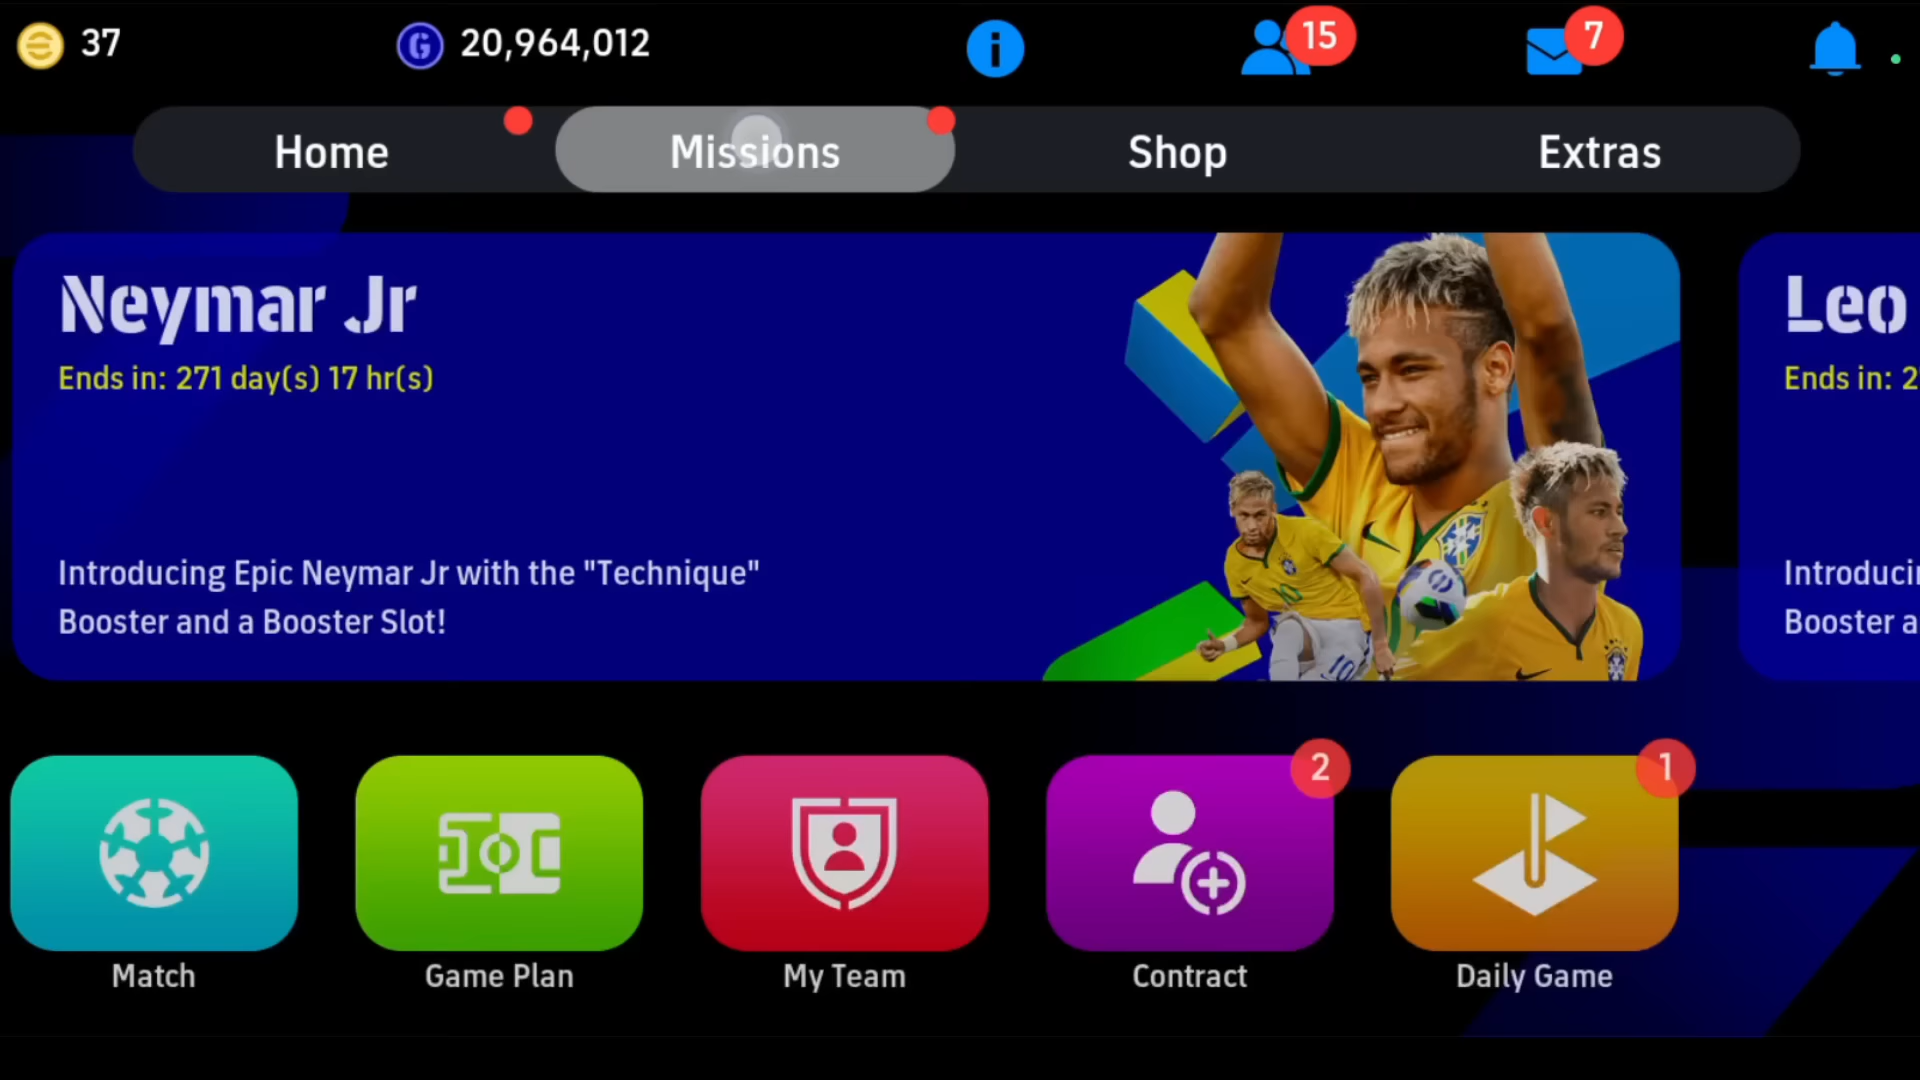 37
20,964,012
15
7
Home
Missions
Shop
Extras
Neymar Jr
Ends in: 271 day(s) 17 hr(s)
Introducing Epic Neymar Jr with the "Technique"
Booster and a Booster Slot!
10
10
Leo
Ends in: 2
Introduci
Booster a
2
1
Match
Game Plan
My Team
Contract
Daily Game